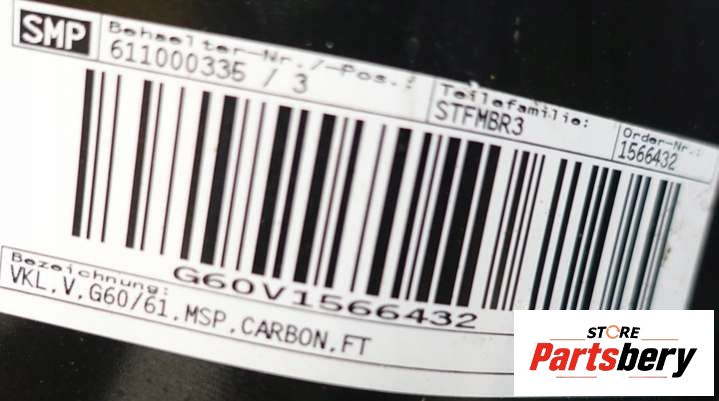 SMP
Behaelter-Nr./-Pos.:
611000335 / 3
Teilefamilie:
STFMBR3
Order-Nr.:
1566432
G60V1566432
Bezeichnung:
VKL.V.G60/61.MSP.CARBON.FT
STORE
Partsbery